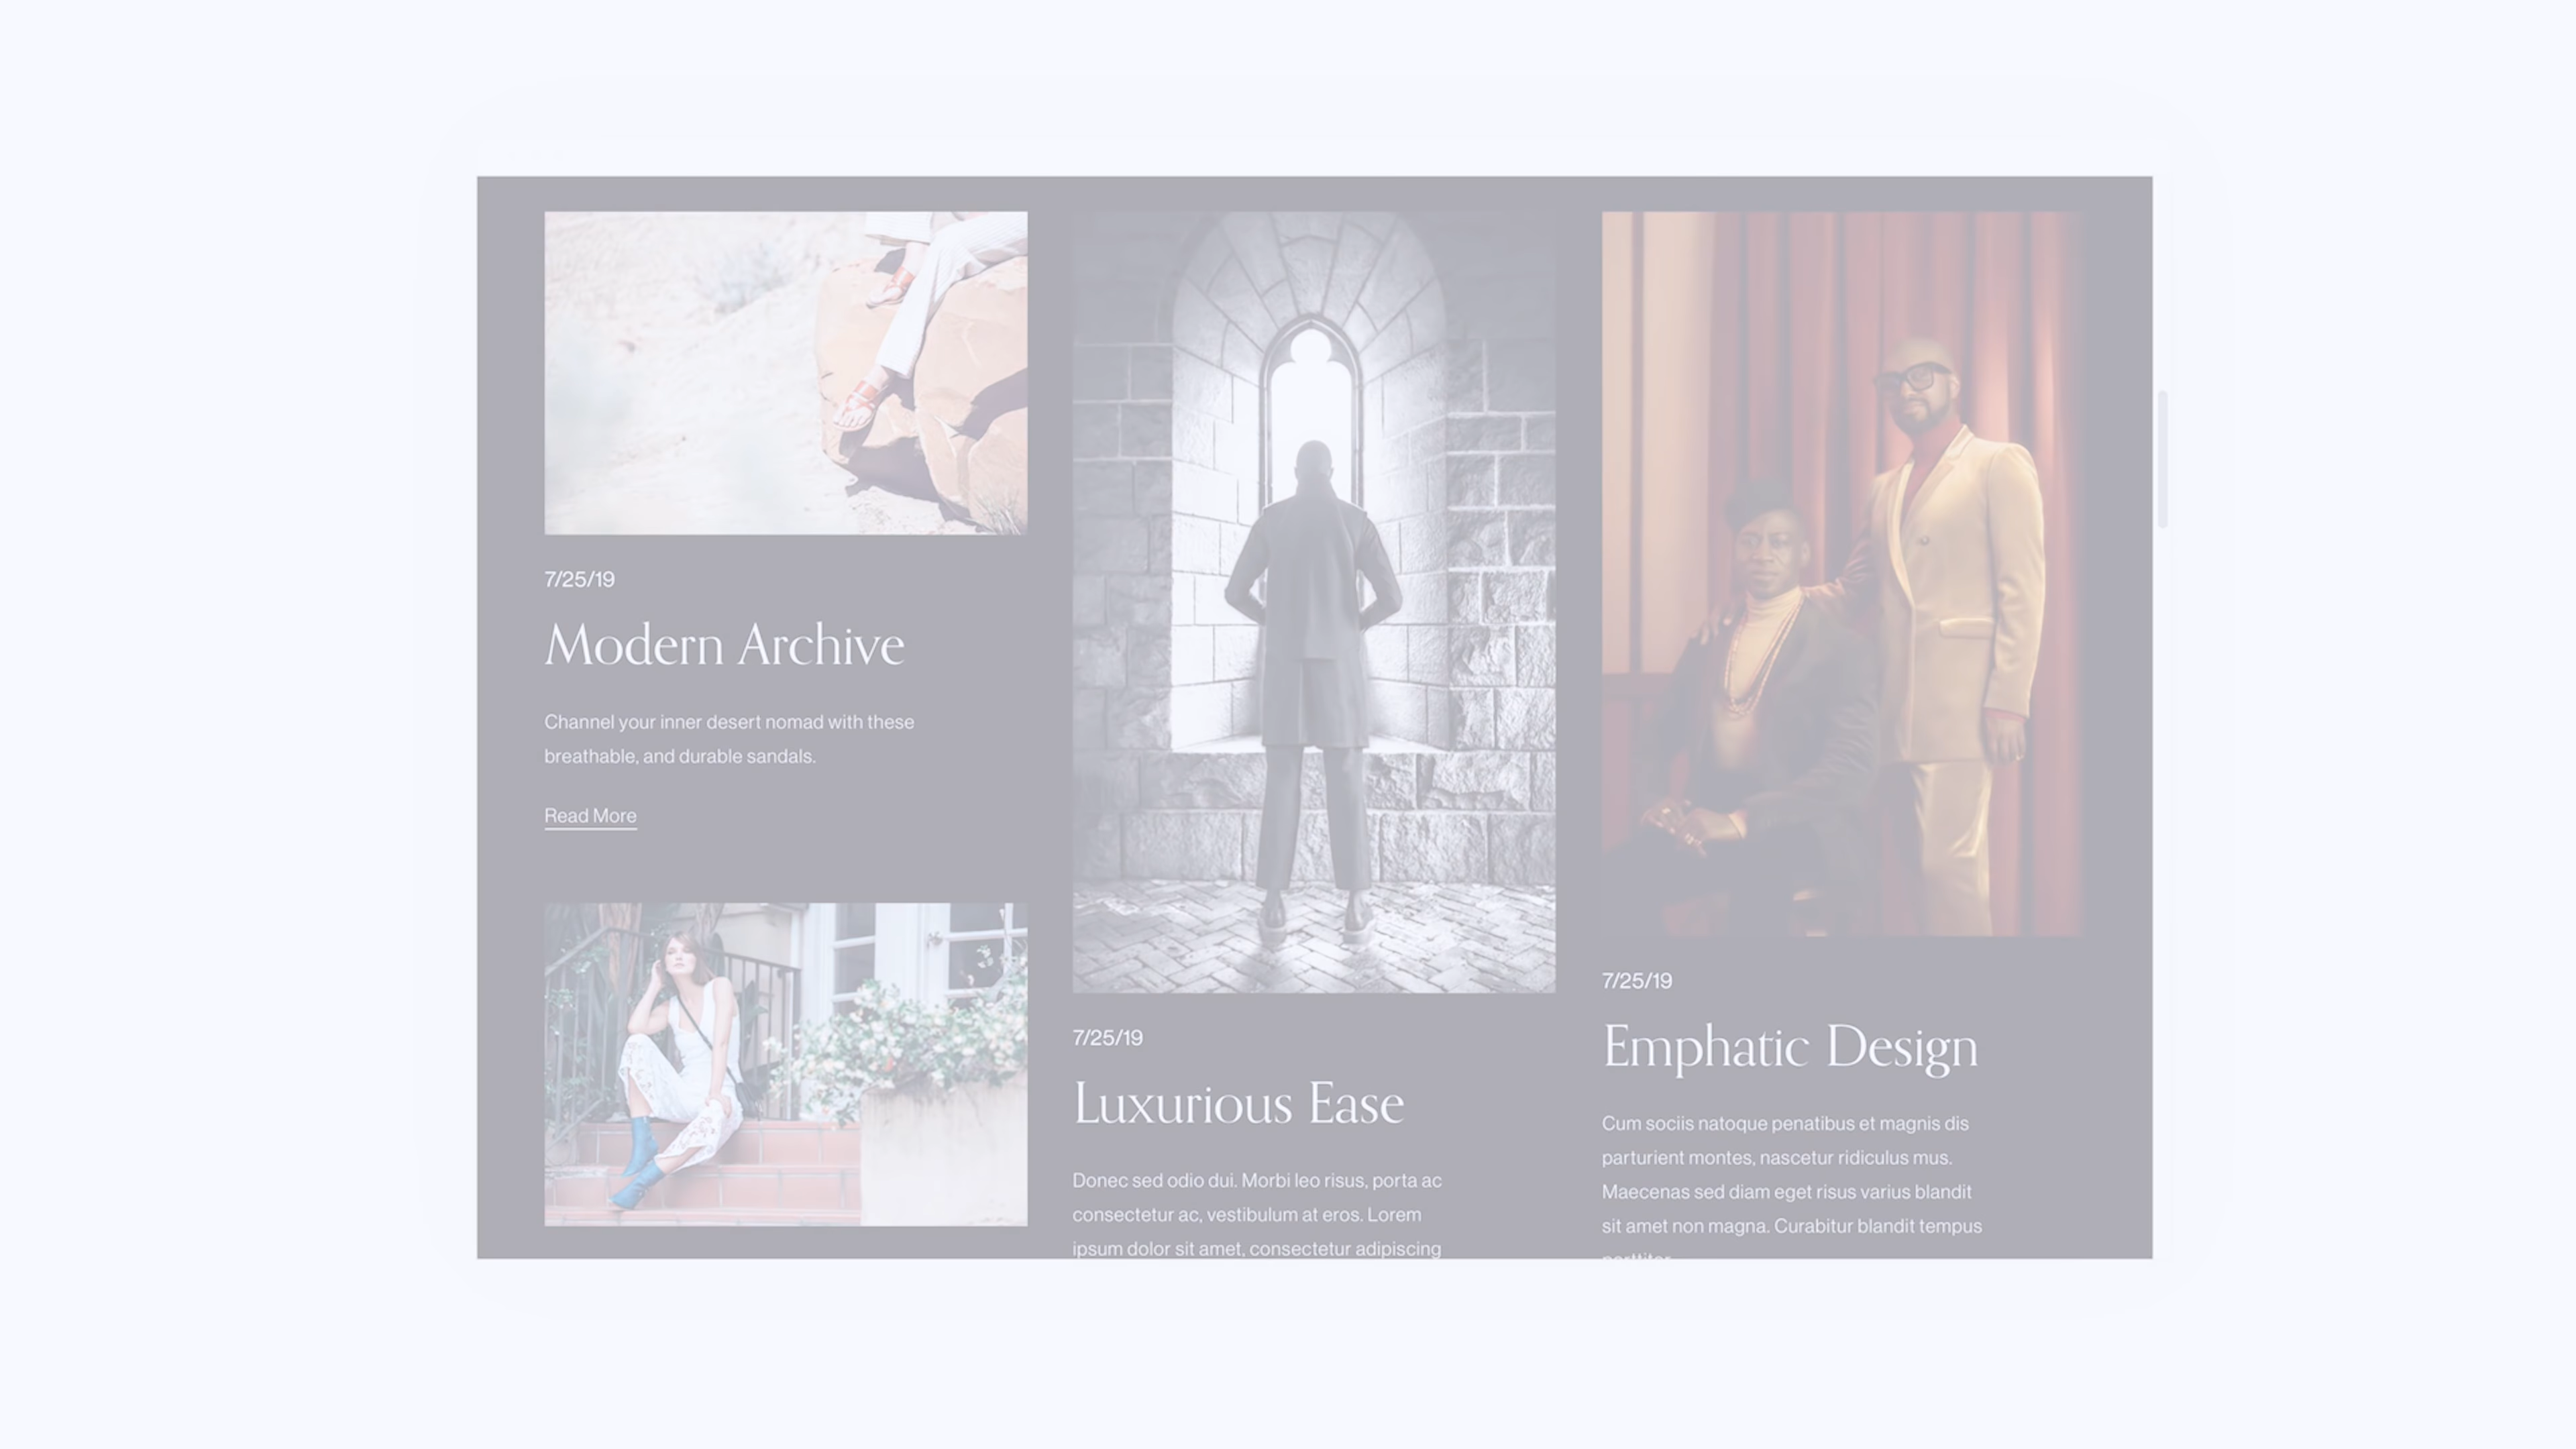 7/25/19
Modern Archive
Channel your inner desert nomad with these
breathable, and durable sandals.
Read More
7/25/19
Luxurious Ease
Donec sed odio dui. Morbi leo risus, porta ac
consectetur ac, vestibulum at eros. Lorem
ipsum dolor sit amet, consectetur adipiscing
7/25/19
Emphatic Design
Cum sociis natoque penatibus et magnis dis
parturient montes, nascetur ridiculus mus.
Maecenas sed diam eget risus varius blandit
sit amet non magna. Curabitur blandit tempus